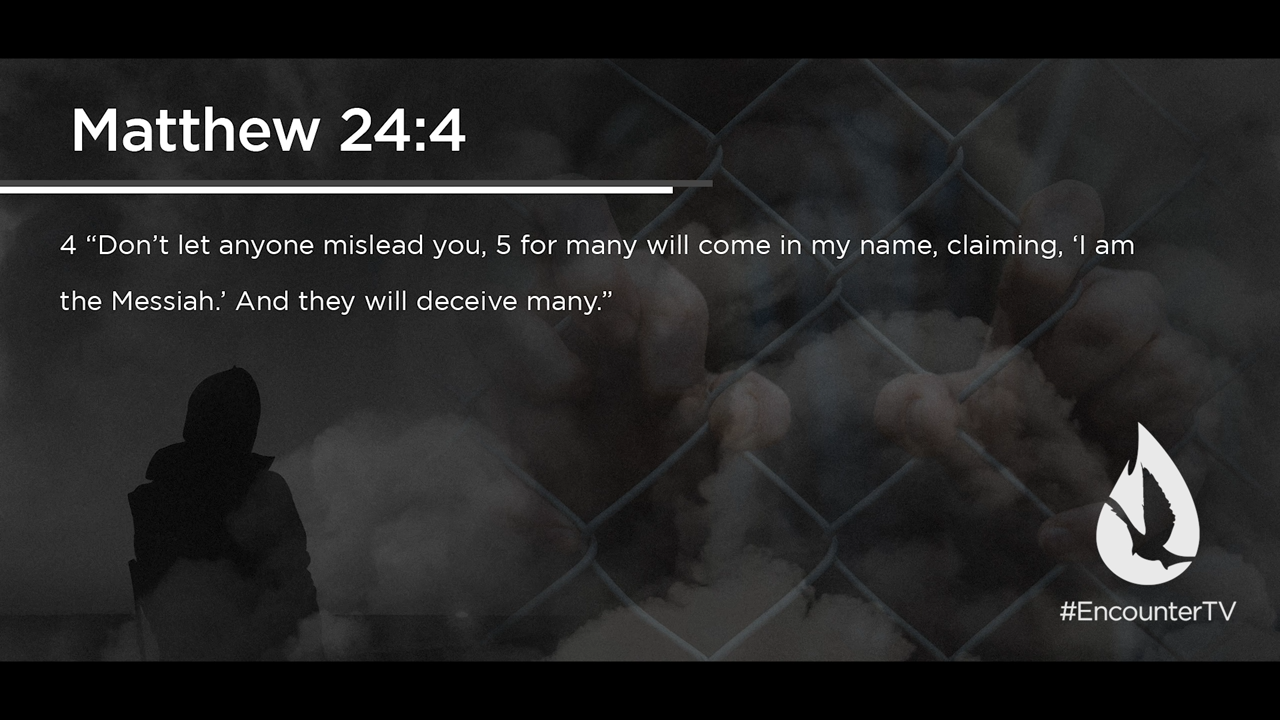 Matthew 24:4
4 “Don’t let anyone mislead you, 5 for many will come in my name, claiming, ‘I am
the Messiah.’ And they will deceive many.”
#EncounterTV